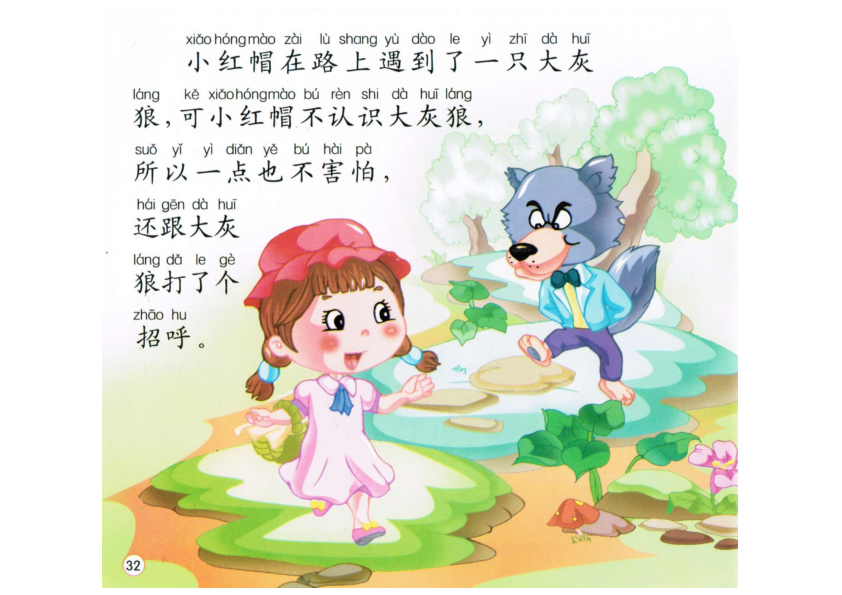 xiǎo hóng mào zài lù shang yù dào le yì zhī dà huī
小红帽在路上遇到了一只大灰
láng kě xiǎo hóng mào bú rèn shi dà huī láng
狼,可小红帽不认识大灰狼,
suǒ yǐ yì diǎn yě bú hài pà
所以一点也不害怕,
hái gēn dà huī
还跟大灰
láng dǎ le gè
狼打了个
zhāo hu
招呼。
32